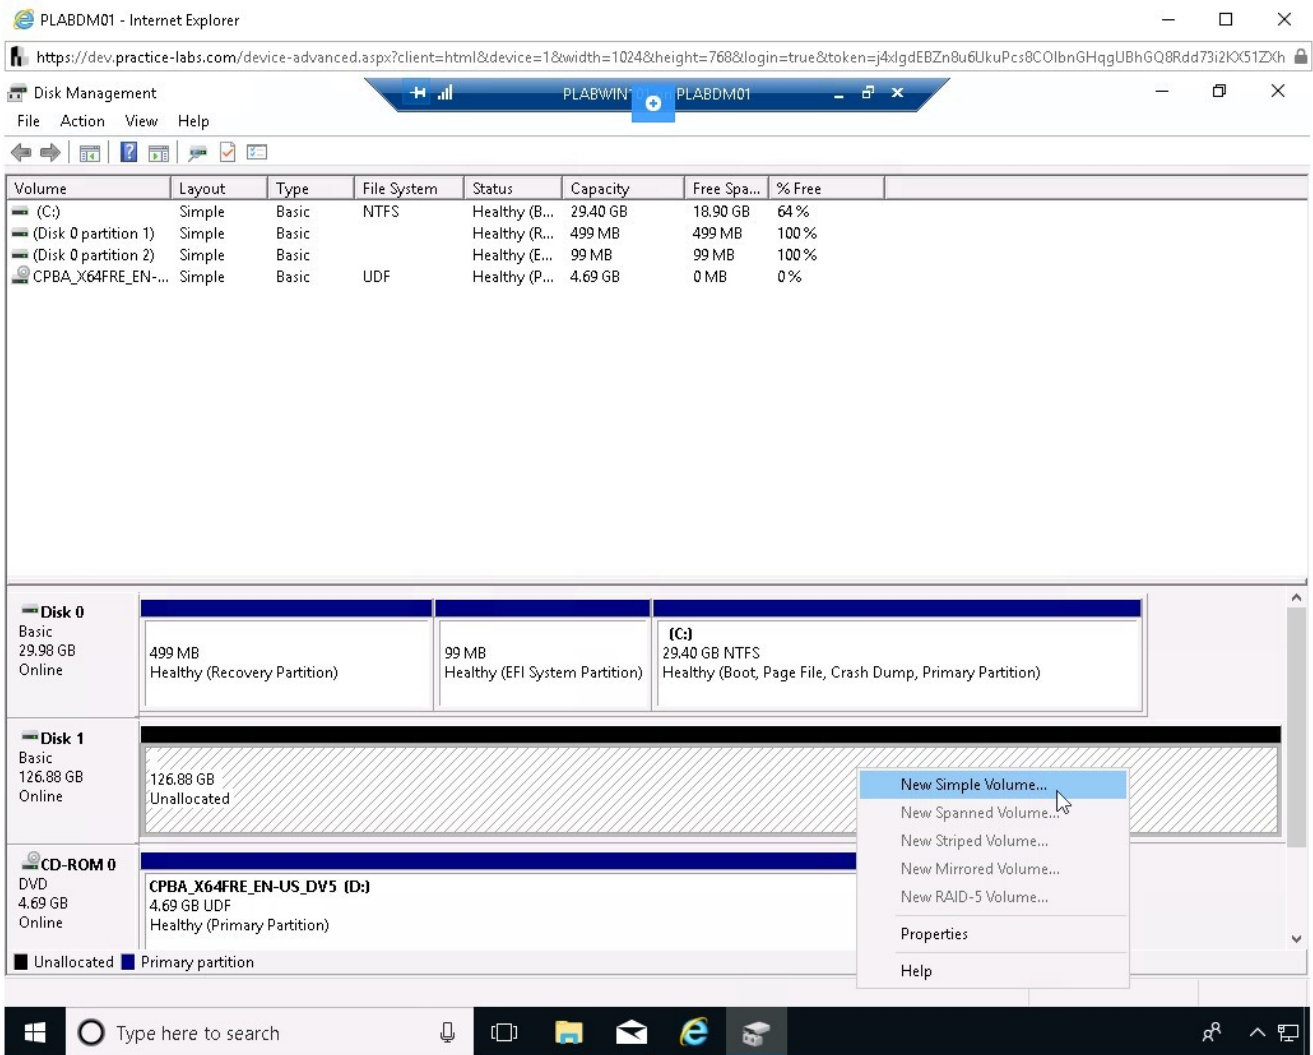 PLABDM01 - Internet Explorer
https://dev.practice-labs.com/device-advanced.aspx?client=html&device=1&width=1024&height=768&login=true&token=
Disk Management
PLABDM01
File Action View Help
Volume Layout Type File System Status Capacity Free Spa... % Free
(C:) Simple Basic NTFS Healthy (B... 29.40 GB 18.90 GB 64 %
(Disk 0 partition 1) Simple Basic Healthy (R... 499 MB 499 MB 100 %
(Disk 0 partition 2) Simple Basic Healthy (E... 99 MB 99 MB 100 %
CPBA_X64FRE_EN-... Simple Basic UDF Healthy (P... 4.69 GB 0 MB 0 %
Disk 0
Basic
29.98 GB
Online
499 MB
Healthy (Recovery Partition)
99 MB
Healthy (EFI System Partition)
(C:)
29.40 GB NTFS
Healthy (Boot, Page File, Crash Dump, Primary Partition)
Disk 1
Basic
126.88 GB
Online
126.88 GB
Unallocated
New Simple Volume...
New Spanned Volume...
New Striped Volume...
New Mirrored Volume...
New RAID-5 Volume...
Properties
Help
CD-ROM 0
DVD
4.69 GB
Online
CPBA_X64FRE_EN-US_DV5 (D:)
4.69 GB UDF
Healthy (Primary Partition)
Unallocated Primary partition
Type here to search